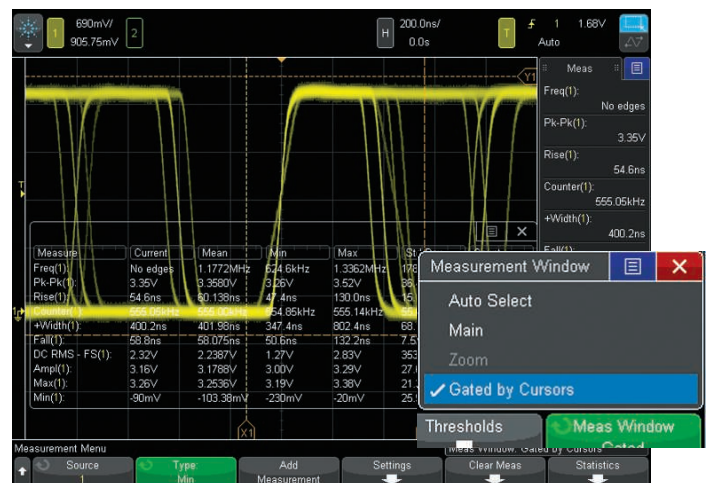 1 690mV/ 905.75mV 2 H 200.0ns/ 0.0s T 1 1.68V Auto
Meas
Y1
Freq(1):
No edges
Pk-Pk(1):
3.35V
Rise(1):
54.6ns
Counter(1):
555.05kHz
+Width(1):
400.2ns
T
Measure Current Mean Min Max
Freq(1): No edges 1.1772MHz 624.6kHz 1.3362MHz
Pk-Pk(1): 3.35V 3.3580V 3.26V 3.52V
Rise(1): 54.6ns 60.138ns 47.4ns 130.0ns
Counter(1): 555.05kHz 555.00kHz 554.85kHz 555.14kHz
+Width(1): 400.2ns 401.98ns 347.4ns 802.4ns
Fall(1): 58.8ns 58.075ns 50.6ns 132.2ns
DC RMS - FS(1): 2.32V 2.2387V 1.27V 2.83V
Ampl(1): 3.16V 3.1788V 3.00V 3.29V
Max(1): 3.26V 3.2536V 3.19V 3.38V
Min(1): -90mV -103.38mV -230mV -20mV
X1
Measurement Window
Auto Select
Main
Zoom
Gated by Cursors
Thresholds
Meas Window
Gated
Measurement Menu
Source
1
Type:
Min
Add
Measurement
Settings
Clear Meas
Statistics